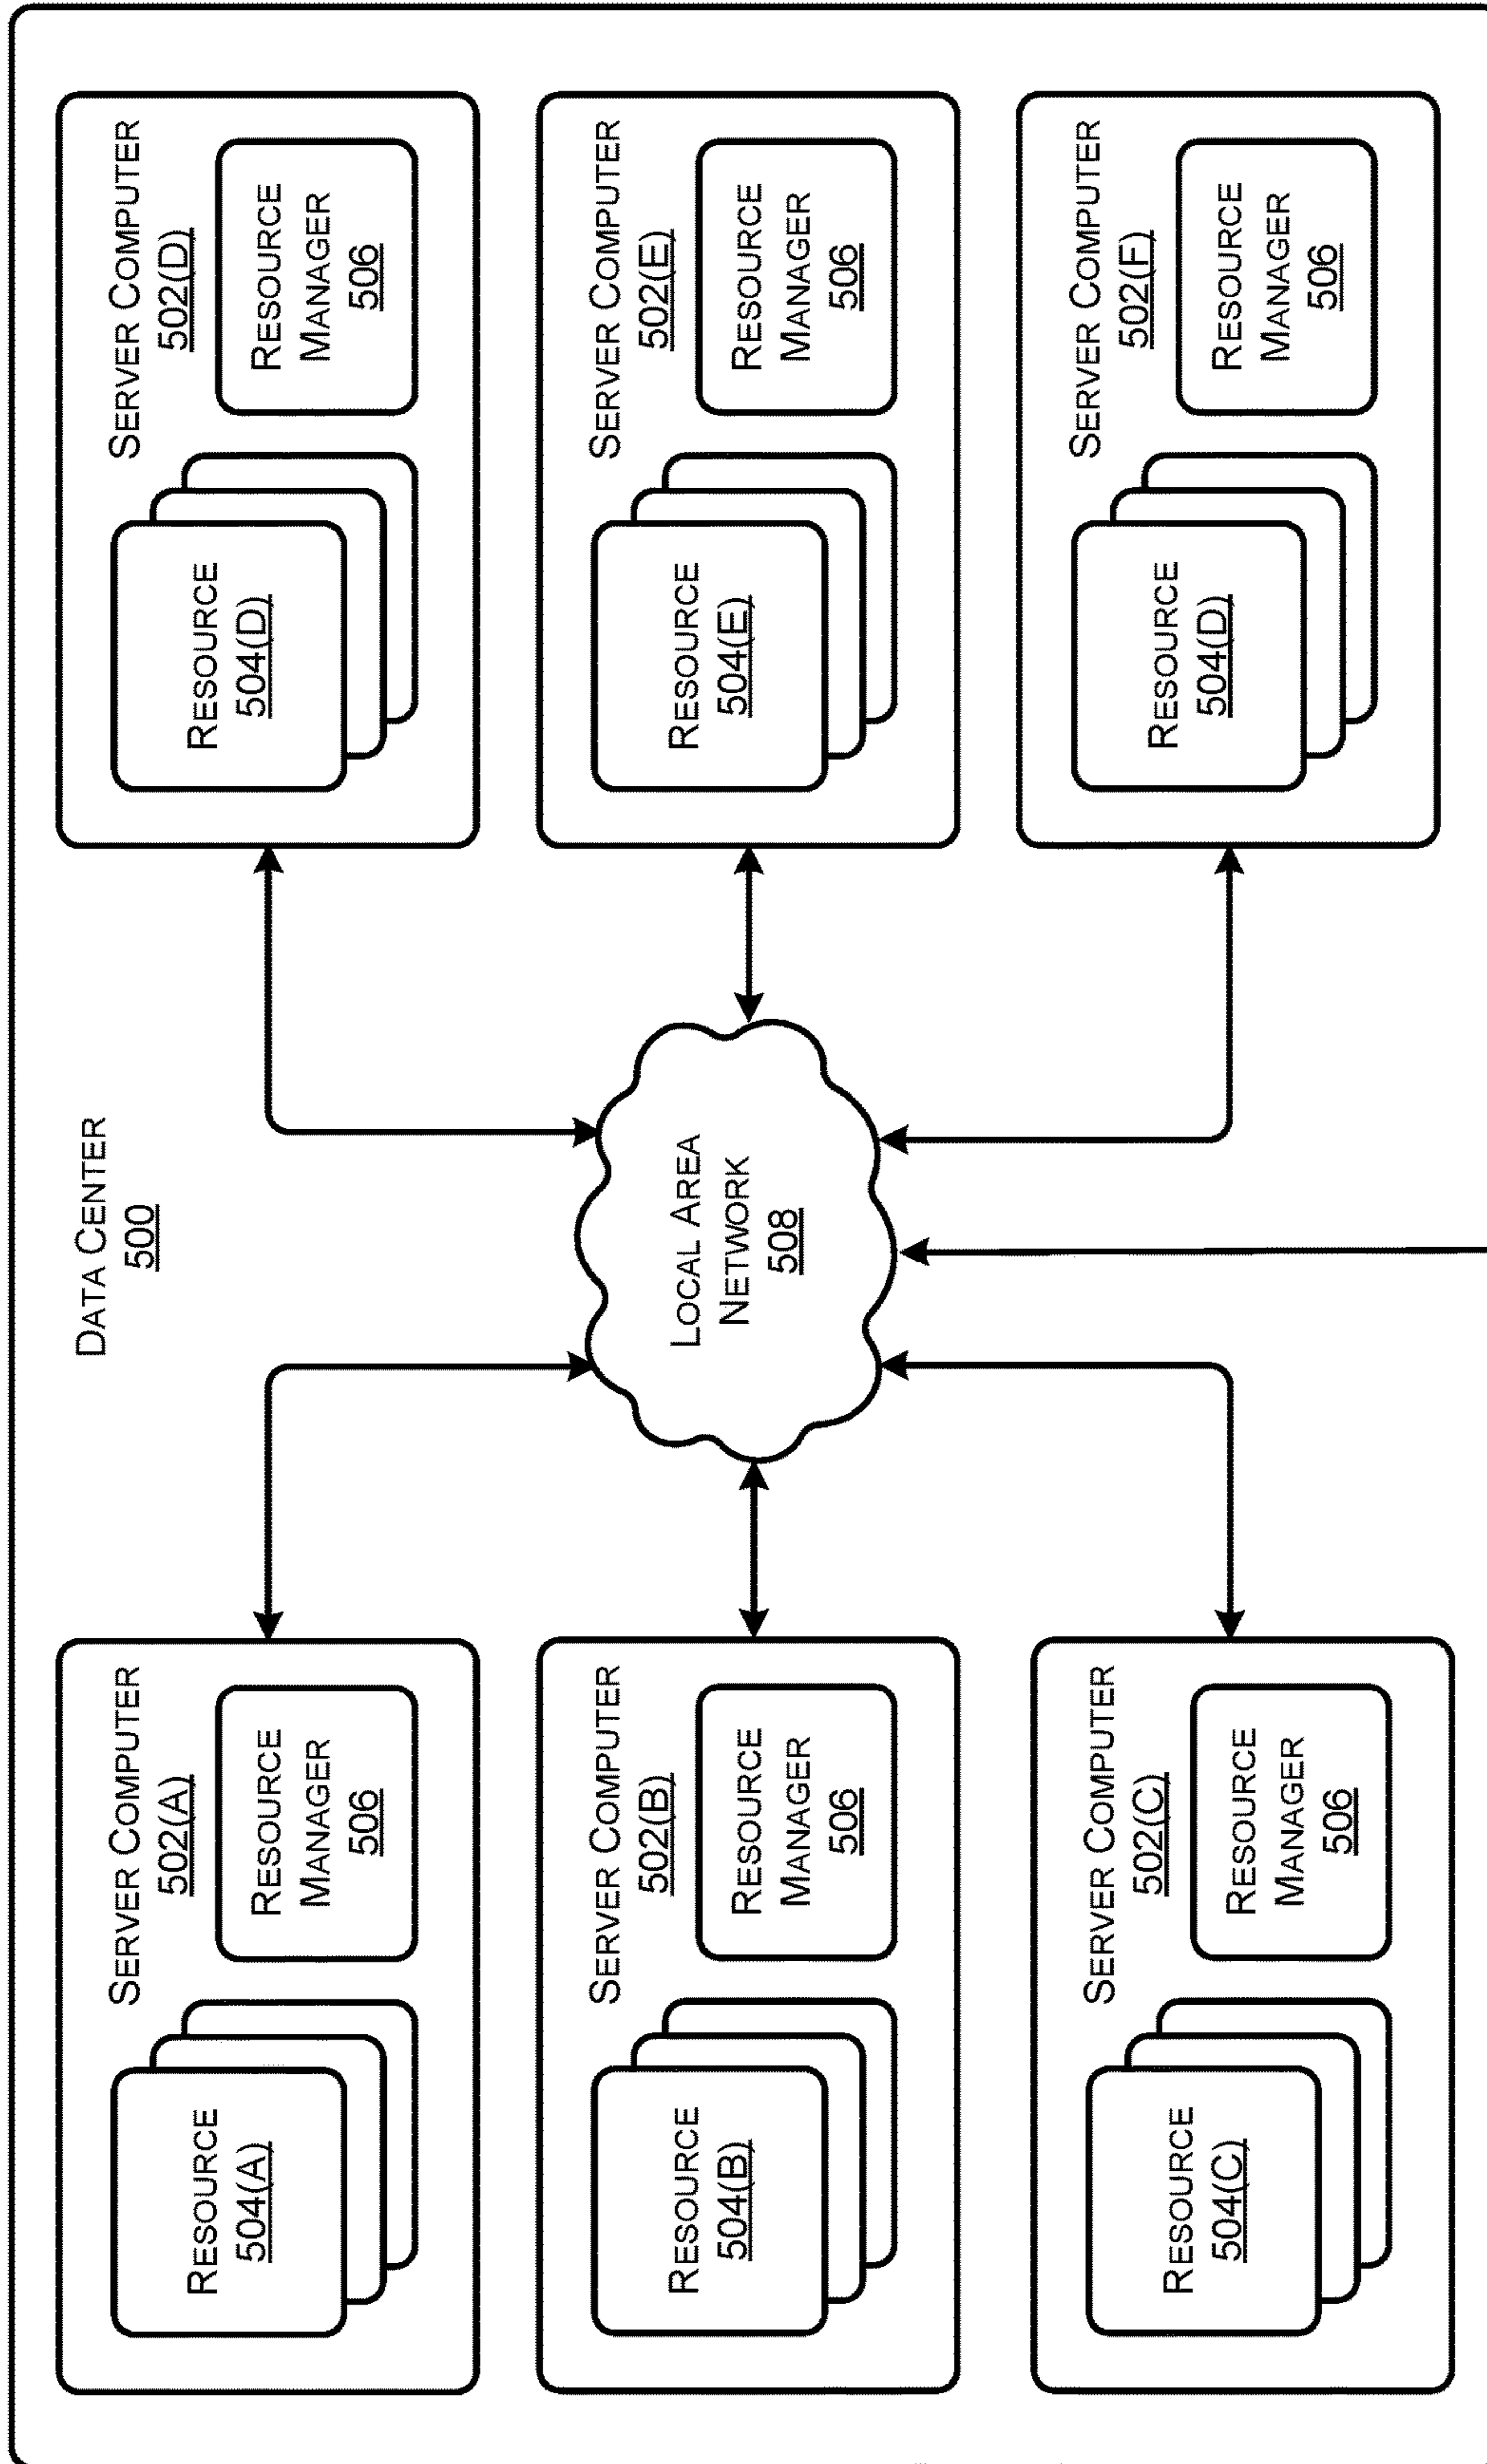 DATA CENTER
500
SERVER COMPUTER
502(A)
RESOURCE
504(A)
RESOURCE
MANAGER
506
SERVER COMPUTER
502(D)
RESOURCE
504(D)
RESOURCE
MANAGER
506
SERVER COMPUTER
502(B)
RESOURCE
504(B)
RESOURCE
MANAGER
506
LOCAL AREA
NETWORK
508
SERVER COMPUTER
502(E)
RESOURCE
504(E)
RESOURCE
MANAGER
506
SERVER COMPUTER
502(C)
RESOURCE
504(C)
RESOURCE
MANAGER
506
SERVER COMPUTER
502(F)
RESOURCE
504(D)
RESOURCE
MANAGER
506